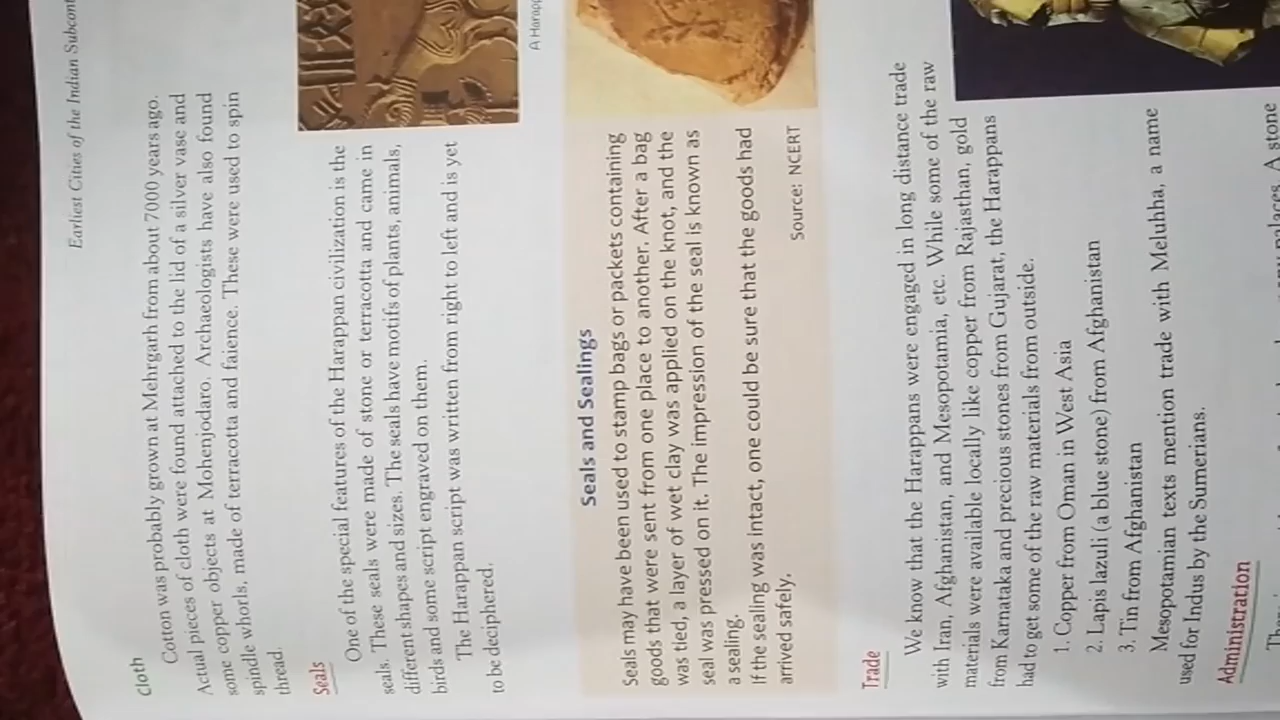 Earliest Cities of the Indian Subcont
Cloth
Cotton was probably grown at Mehrgarh from about 7000 years ago.
Actual pieces of cloth were found attached to the lid of a silver vase and
some copper objects at Mohenjodaro. Archaeologists have also found
spindle whorls, made of terracotta and faience. These were used to spin
thread.
Seals
One of the special features of the Harappan civilization is the
seals. These seals were made of stone or terracotta and came in
different shapes and sizes. The seals have motifs of plants, animals,
birds and some script engraved on them.
The Harappan script was written from right to left and is yet
to be deciphered.
A Harapp
Seals and Sealings
Seals may have been used to stamp bags or packets containing
goods that were sent from one place to another. After a bag
was tied, a layer of wet clay was applied on the knot, and the
seal was pressed on it. The impression of the seal is known as
a sealing.
If the sealing was intact, one could be sure that the goods had
arrived safely.
Source: NCERT
Trade
We know that the Harappans were engaged in long distance trade
with Iran, Afghanistan, and Mesopotamia, etc. While some of the raw
materials were available locally like copper from Rajasthan, gold
from Karnataka and precious stones from Gujarat, the Harappans
had to get some of the raw materials from outside.
1. Copper from Oman in West Asia
2. Lapis lazuli (a blue stone) from Afghanistan
3. Tin from Afghanistan
Mesopotamian texts mention trade with Meluhha, a name
used for Indus by the Sumerians.
Administration
A stone